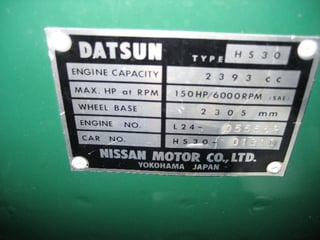 DATSUN TYPE HS30
ENGINE CAPACITY 2393 cc
MAX. HP at RPM 150HP/6000RPM (SAE)
WHEEL BASE 2305 mm
ENGINE NO. L24-
CAR NO. HS30-
NISSAN MOTOR CO., LTD.
YOKOHAMA JAPAN